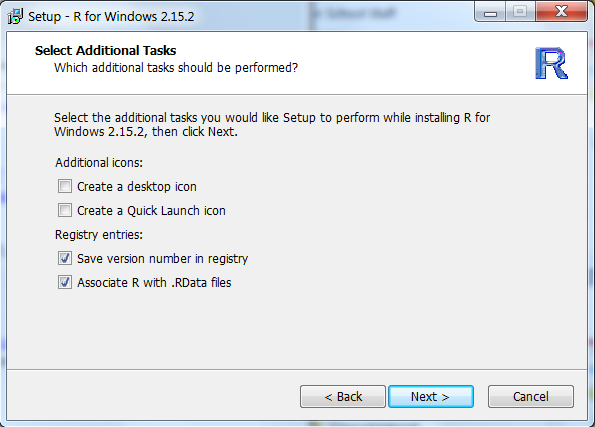 Setup - R for Windows 2.15.2
Select Additional Tasks
Which additional tasks should be performed?
R
Select the additional tasks you would like Setup to perform while installing R for
Windows 2.15.2, then click Next.
Additional icons:
Create a desktop icon
Create a Quick Launch icon
Registry entries:
Save version number in registry
Associate R with .RData files
< Back
Next >
Cancel